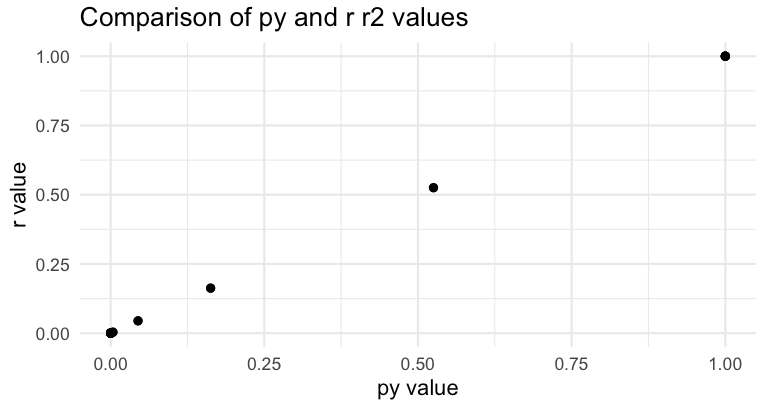 Comparison of py and r r2 values
1.00
0.75
0.50
0.25
0.00
r value
0.00 0.25 0.50 0.75 1.00
py value